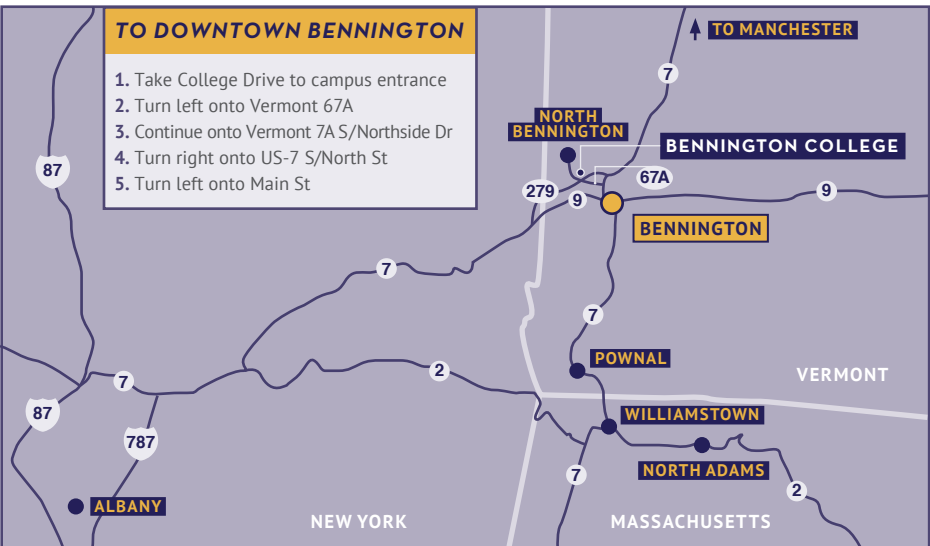 TO DOWNTOWN BENNINGTON
1. Take College Drive to campus entrance
2. Turn left onto Vermont 67A
3. Continue onto Vermont 7A S/Northside Dr
4. Turn right onto US-7 S/North St
5. Turn left onto Main St
TO MANCHESTER
7
NORTH
BENNINGTON
BENNINGTON COLLEGE
87
279
9
67A
9
BENNINGTON
7
7
POWNAL
2
VERMONT
7
87
WILLIAMSTOWN
787
NORTH ADAMS
7
2
ALBANY
NEW YORK
MASSACHUSETTS